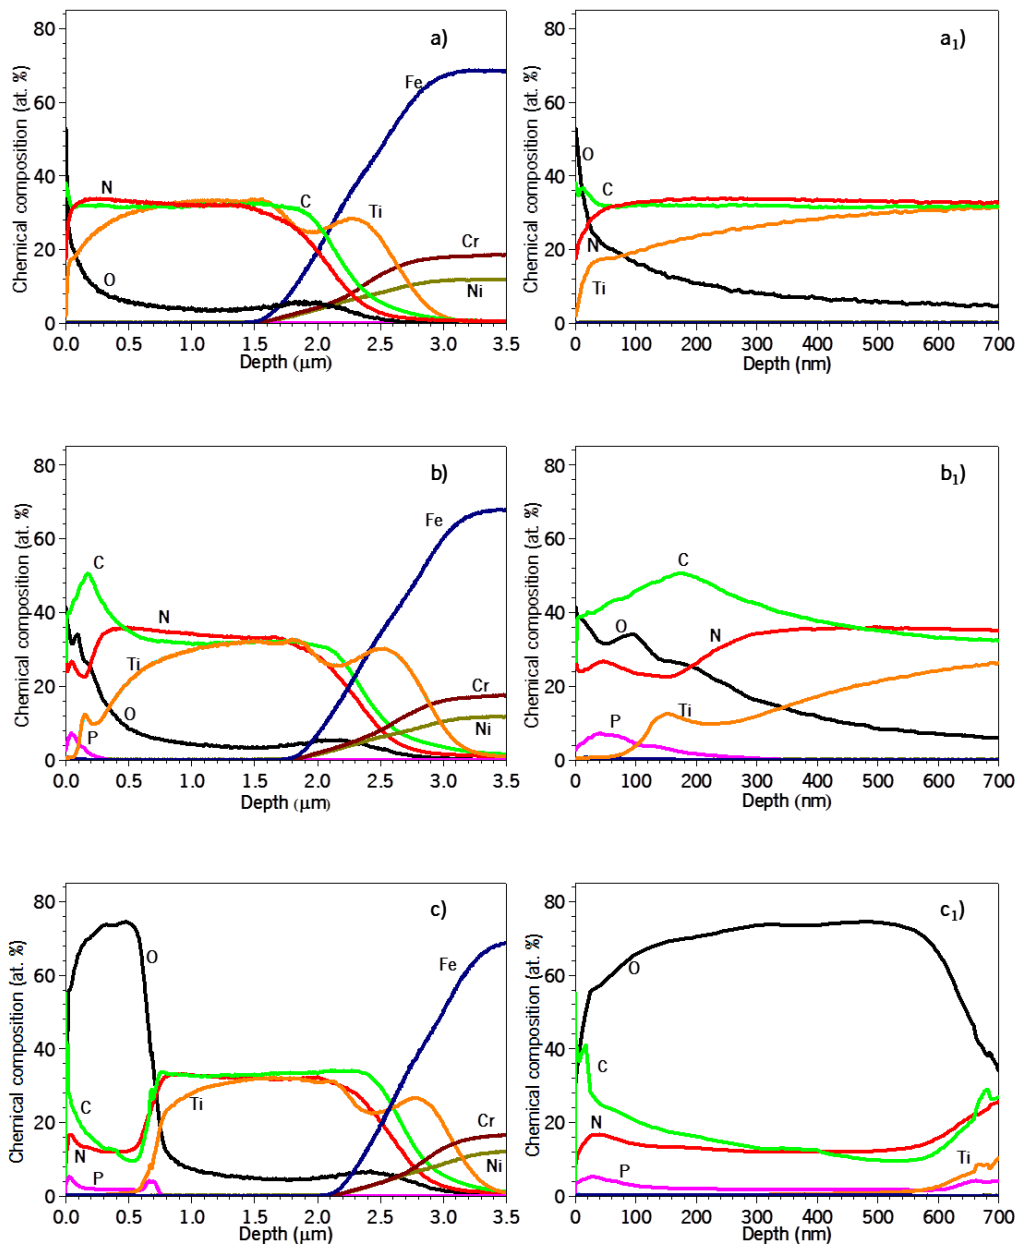 a)
Chemical composition (at. %)
80
60
40
20
0
Fe
N
C
Ti
O
Cr
Ni
0.0 0.5 1.0 1.5 2.0 2.5 3.0 3.5
Depth (μm)
a₁)
Chemical composition (at. %)
80
60
40
20
0
O
C
N
Ti
0 100 200 300 400 500 600 700
Depth (nm)
b)
Chemical composition (at. %)
80
60
40
20
0
Fe
C
N
Ti
O
P
Cr
Ni
0.0 0.5 1.0 1.5 2.0 2.5 3.0 3.5
Depth (μm)
b₁)
Chemical composition (at. %)
80
60
40
20
0
C
O
N
Ti
P
0 100 200 300 400 500 600 700
Depth (nm)
c)
Chemical composition (at. %)
80
60
40
20
0
O
Fe
C
Ti
N
P
Cr
Ni
0.0 0.5 1.0 1.5 2.0 2.5 3.0 3.5
Depth (μm)
c₁)
Chemical composition (at. %)
80
60
40
20
0
O
C
N
P
Ti
0 100 200 300 400 500 600 700
Depth (nm)